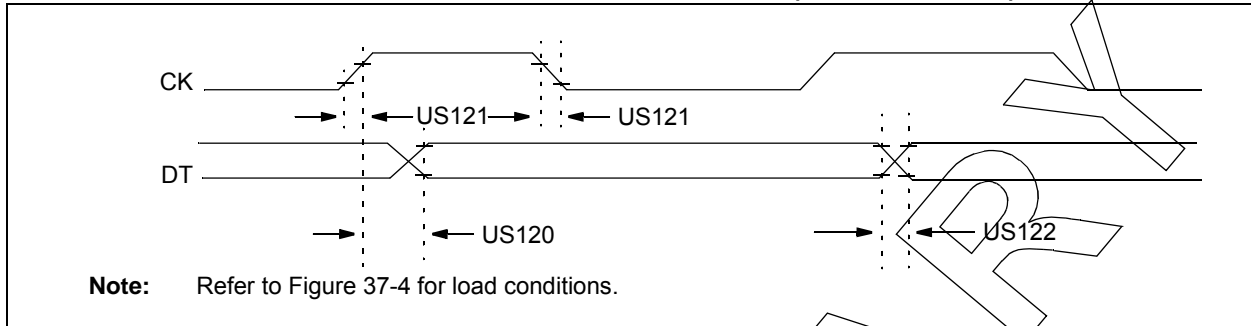 CK
US121
US121
DT
US120
US122
Note: Refer to Figure 37-4 for load conditions.